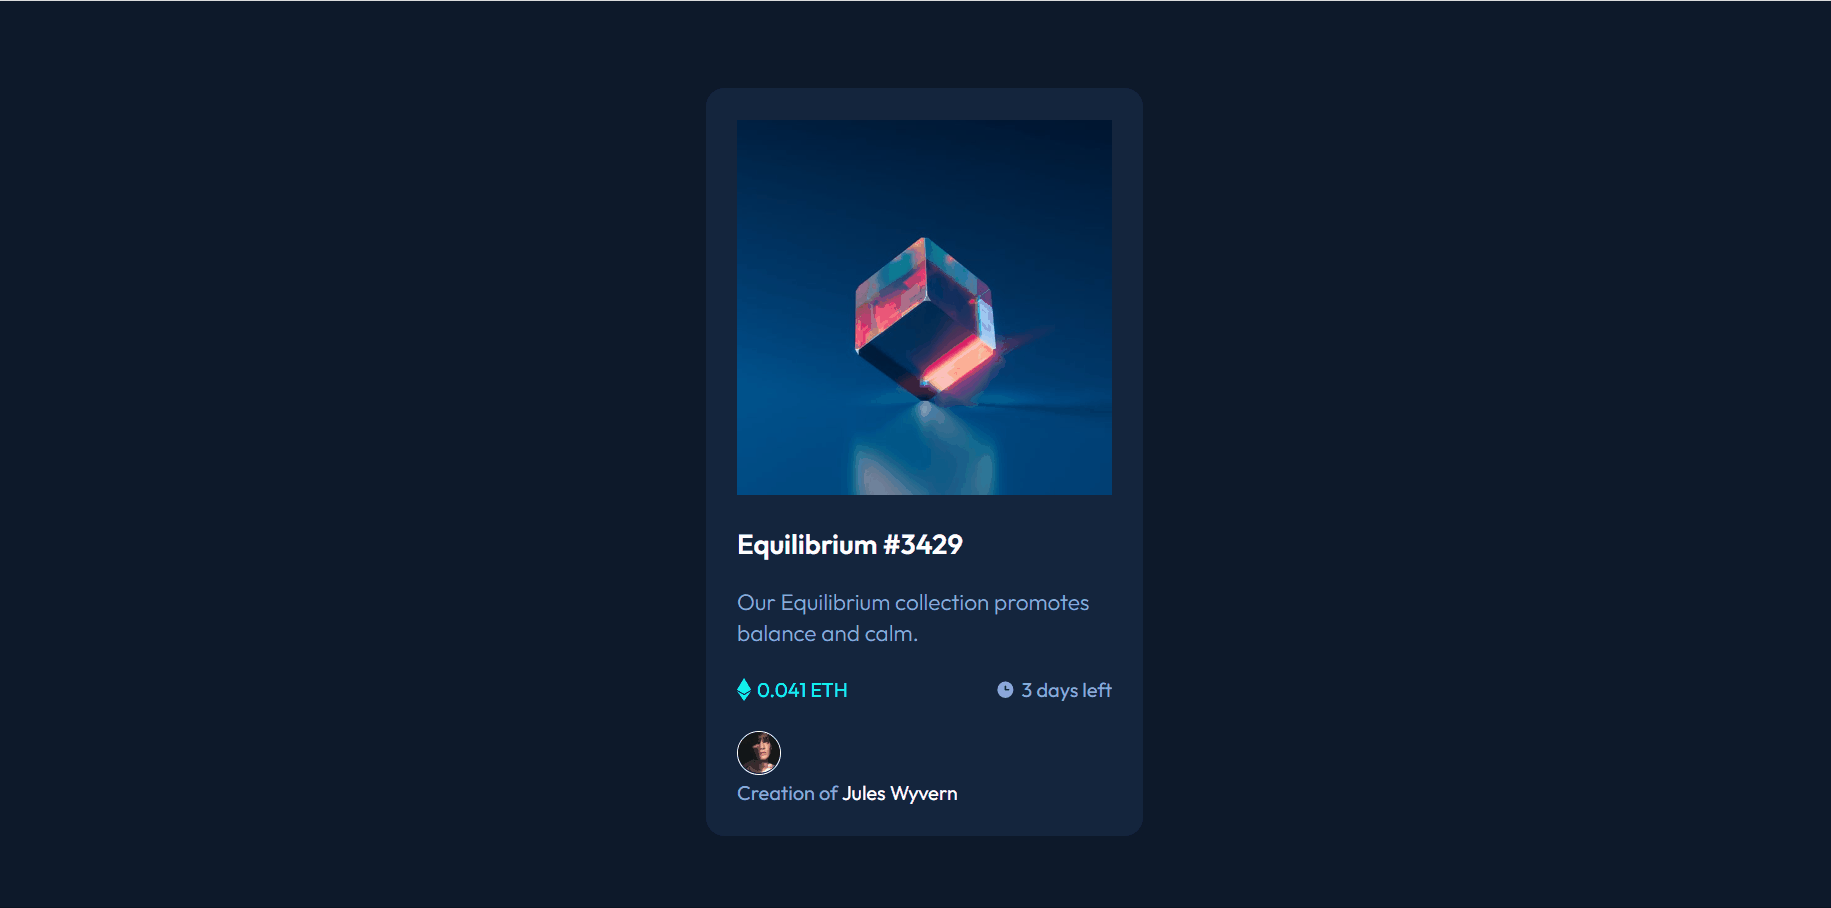 Equilibrium #3429
Our Equilibrium collection promotes
balance and calm.
0.041 ETH
3 days left
Creation of Jules Wyvern